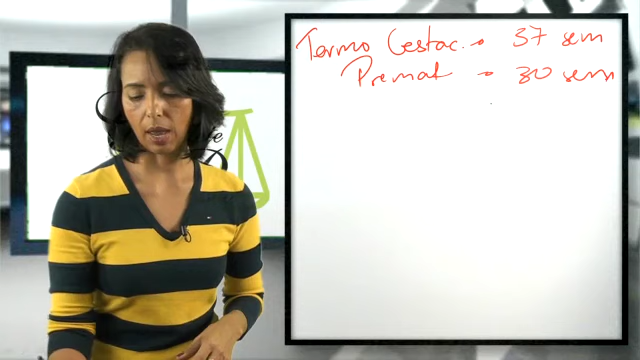 Termo Gestac. → 37 sem
Premat → 30 sem